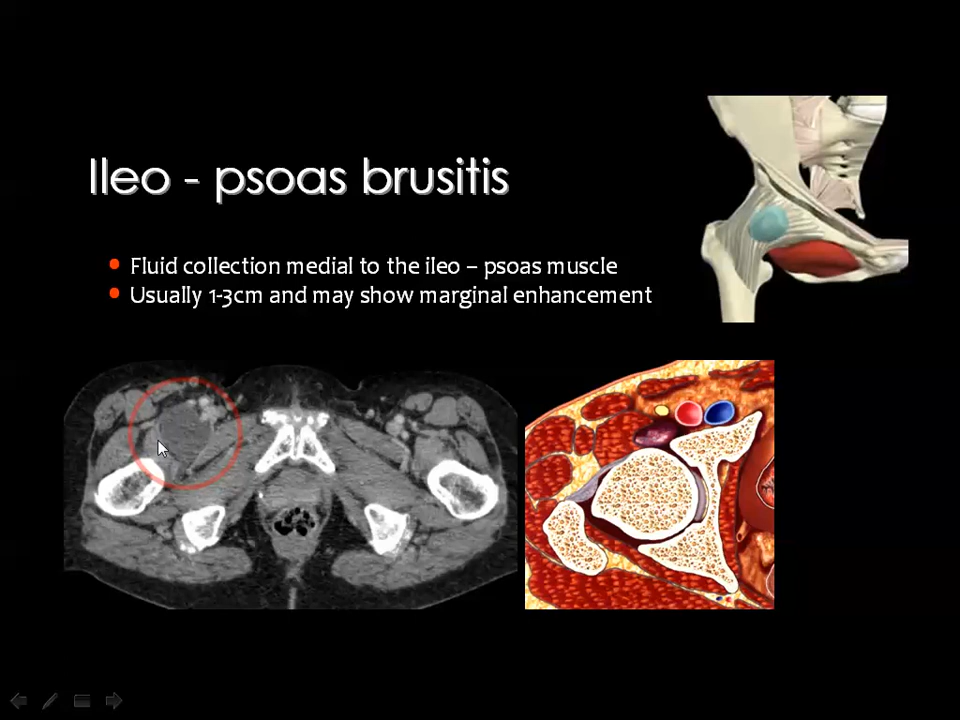 Ileo - psoas brusitis
• Fluid collection medial to the ileo – psoas muscle
• Usually 1-3cm and may show marginal enhancement